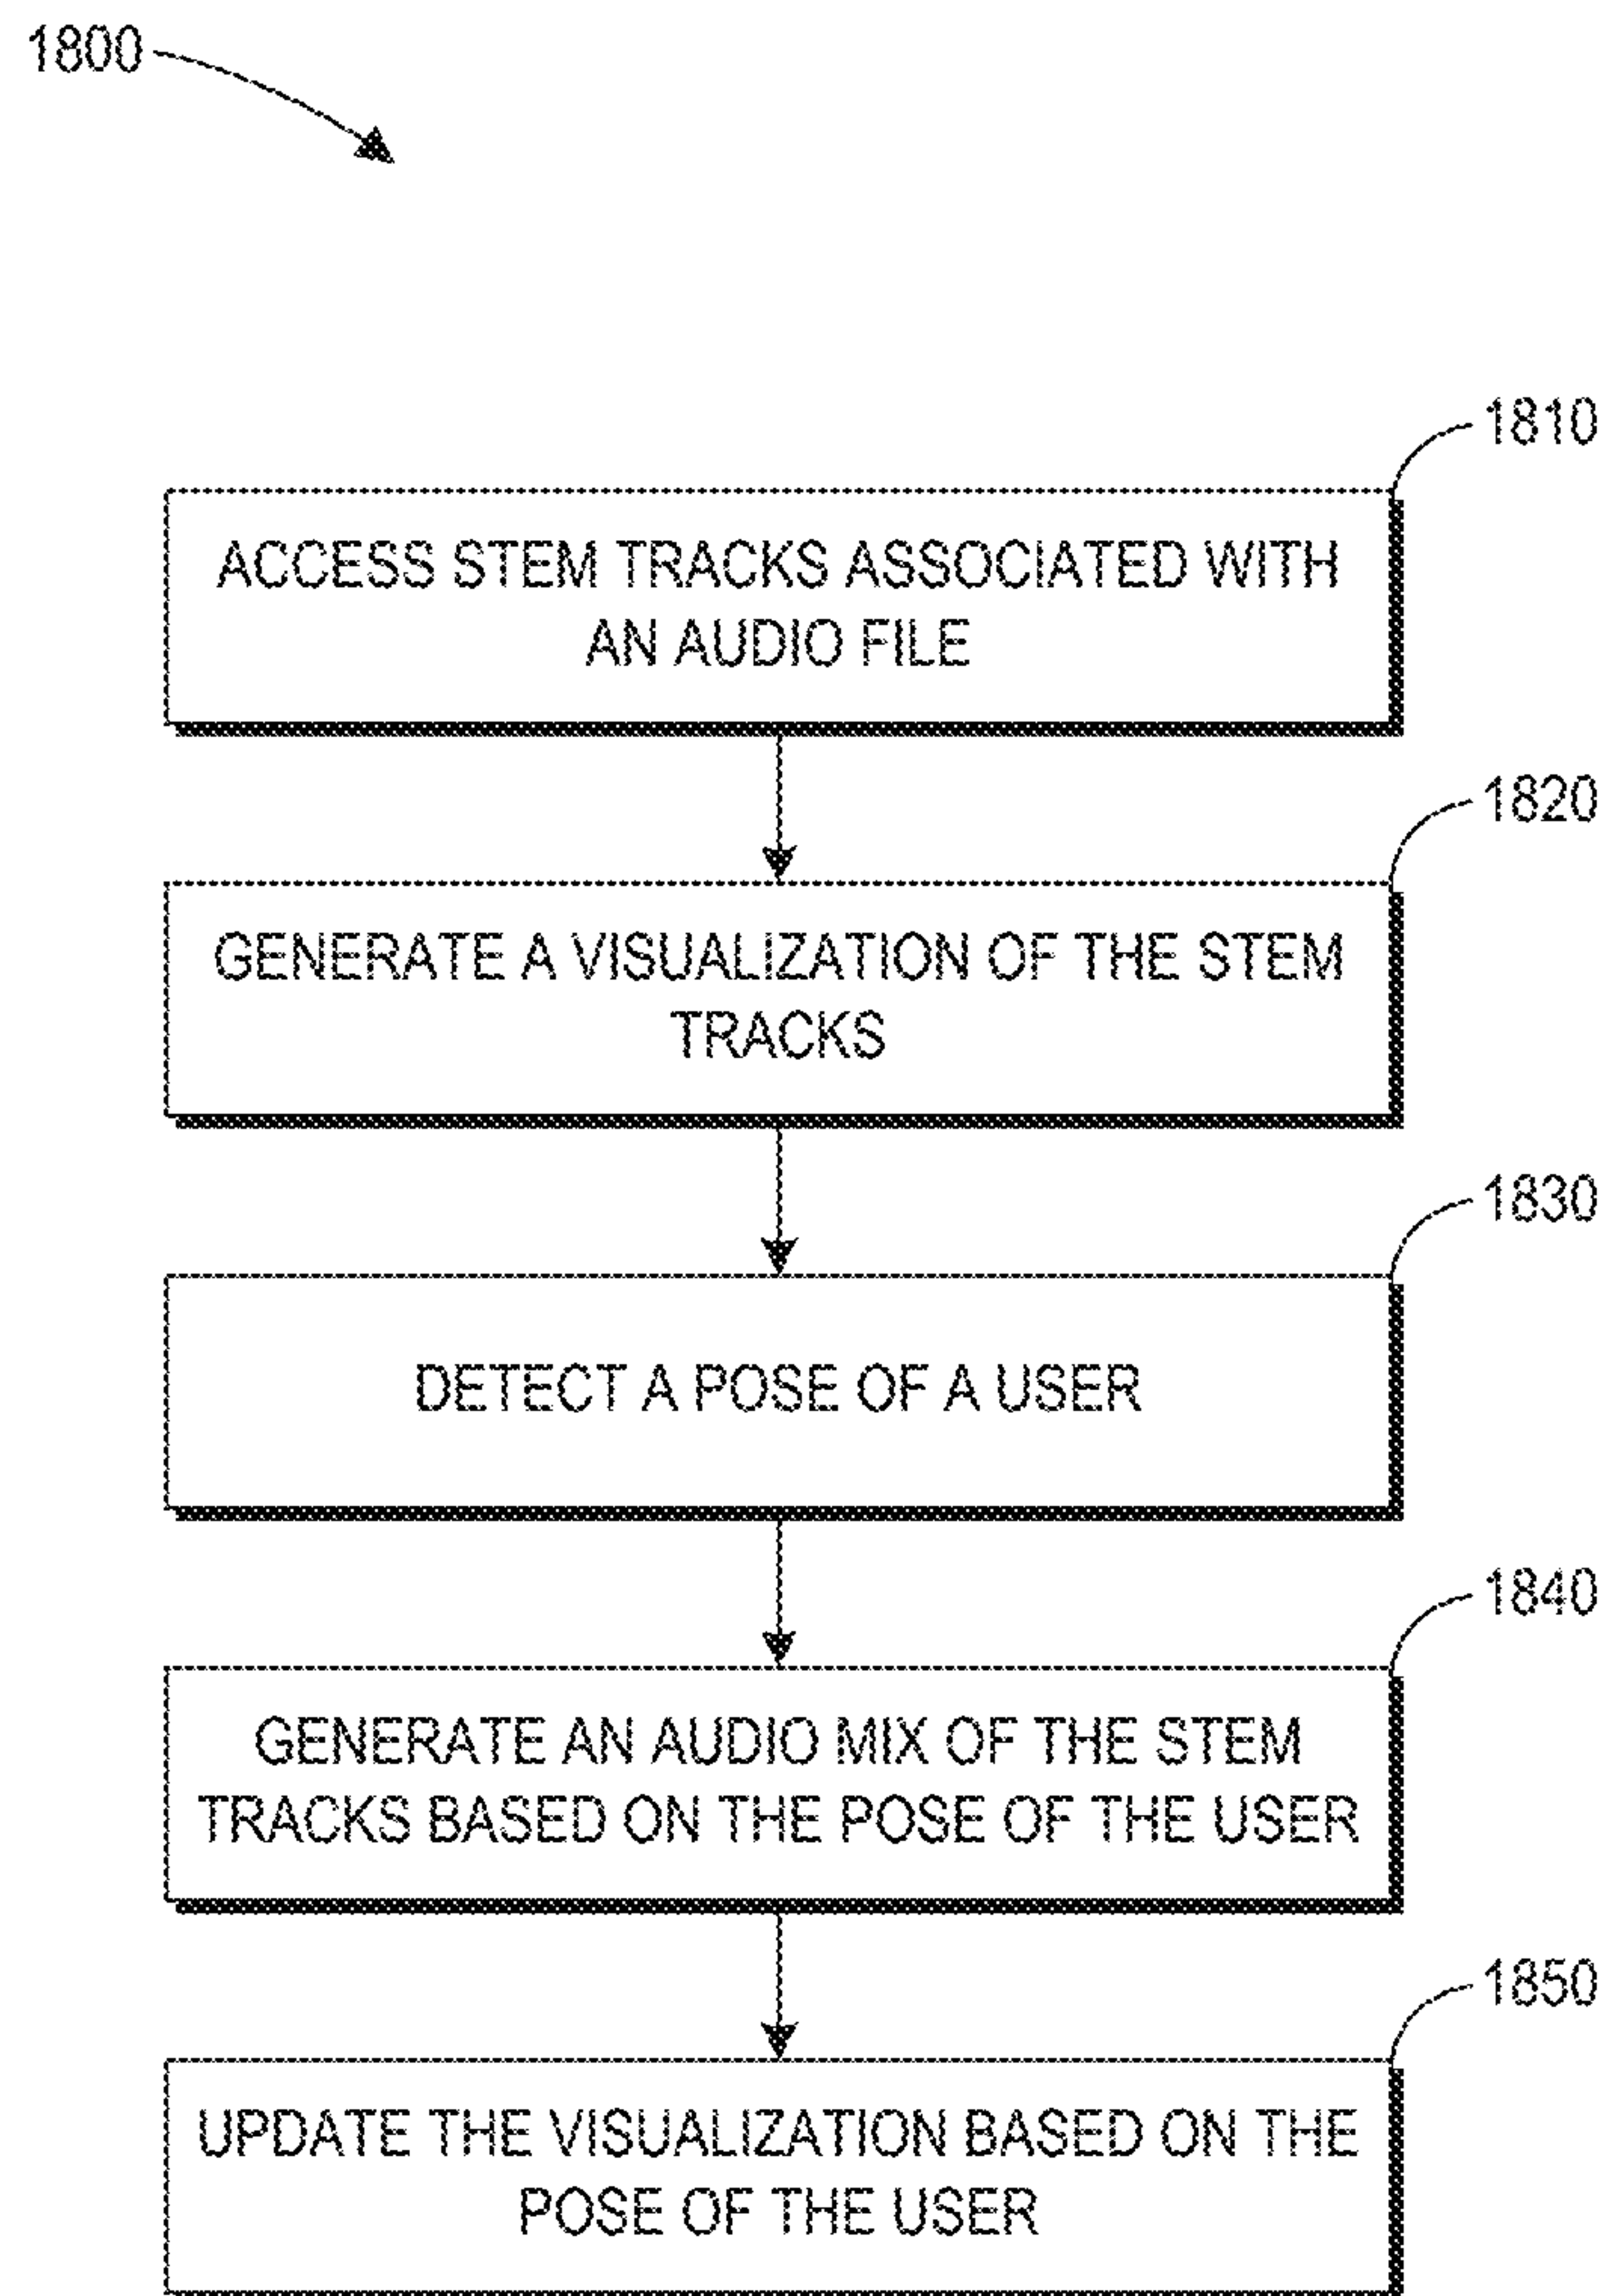 1800
1810
ACCESS STEM TRACKS ASSOCIATED WITH
AN AUDIO FILE
1820
GENERATE A VISUALIZATION OF THE STEM
TRACKS
1830
DETECT A POSE OF A USER
1840
GENERATE AN AUDIO MIX OF THE STEM
TRACKS BASED ON THE POSE OF THE USER
1850
UPDATE THE VISUALIZATION BASED ON THE
POSE OF THE USER